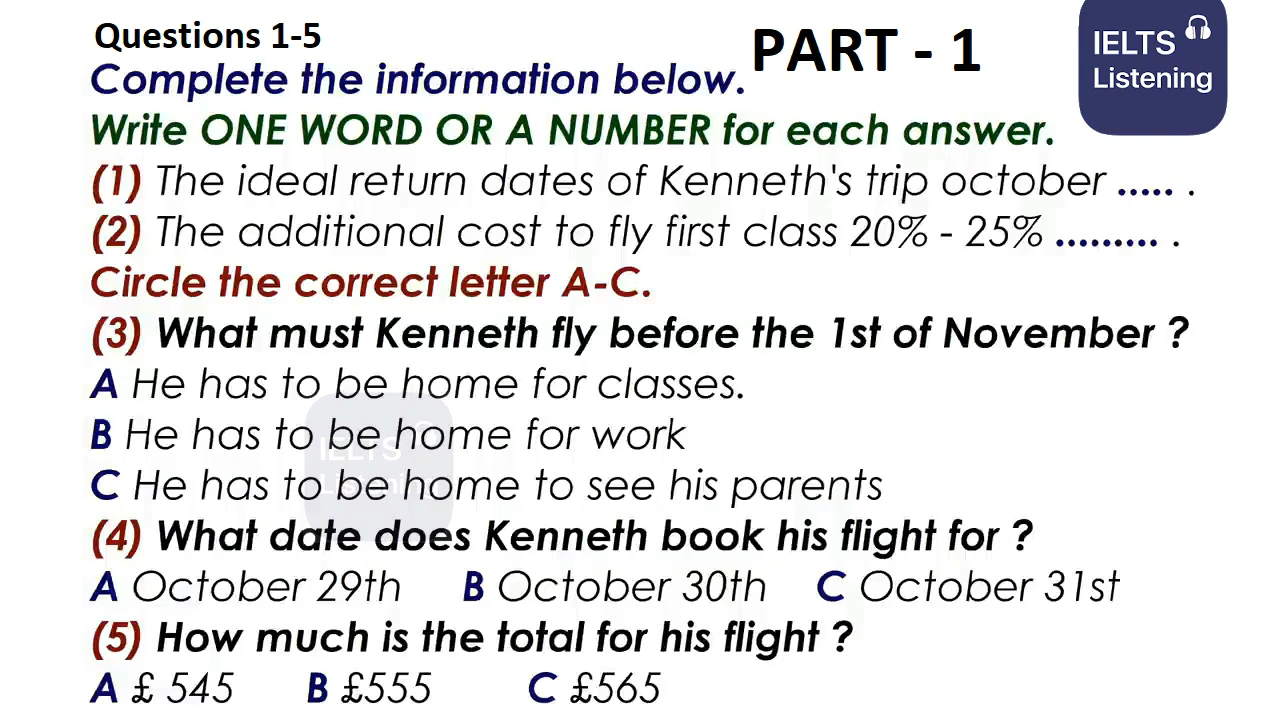 Questions 1-5
PART - 1
IELTS
Listening
Complete the information below.
Write ONE WORD OR A NUMBER for each answer.
(1) The ideal return dates of Kenneth's trip october ..... .
(2) The additional cost to fly first class 20% - 25% ......... .
Circle the correct letter A-C.
(3) What must Kenneth fly before the 1st of November ?
A He has to be home for classes.
B He has to be home for work
C He has to be home to see his parents
IELTS
Listening
(4) What date does Kenneth book his flight for ?
A October 29th B October 30th C October 31st
(5) How much is the total for his flight ?
A £ 545 B £555 C £565